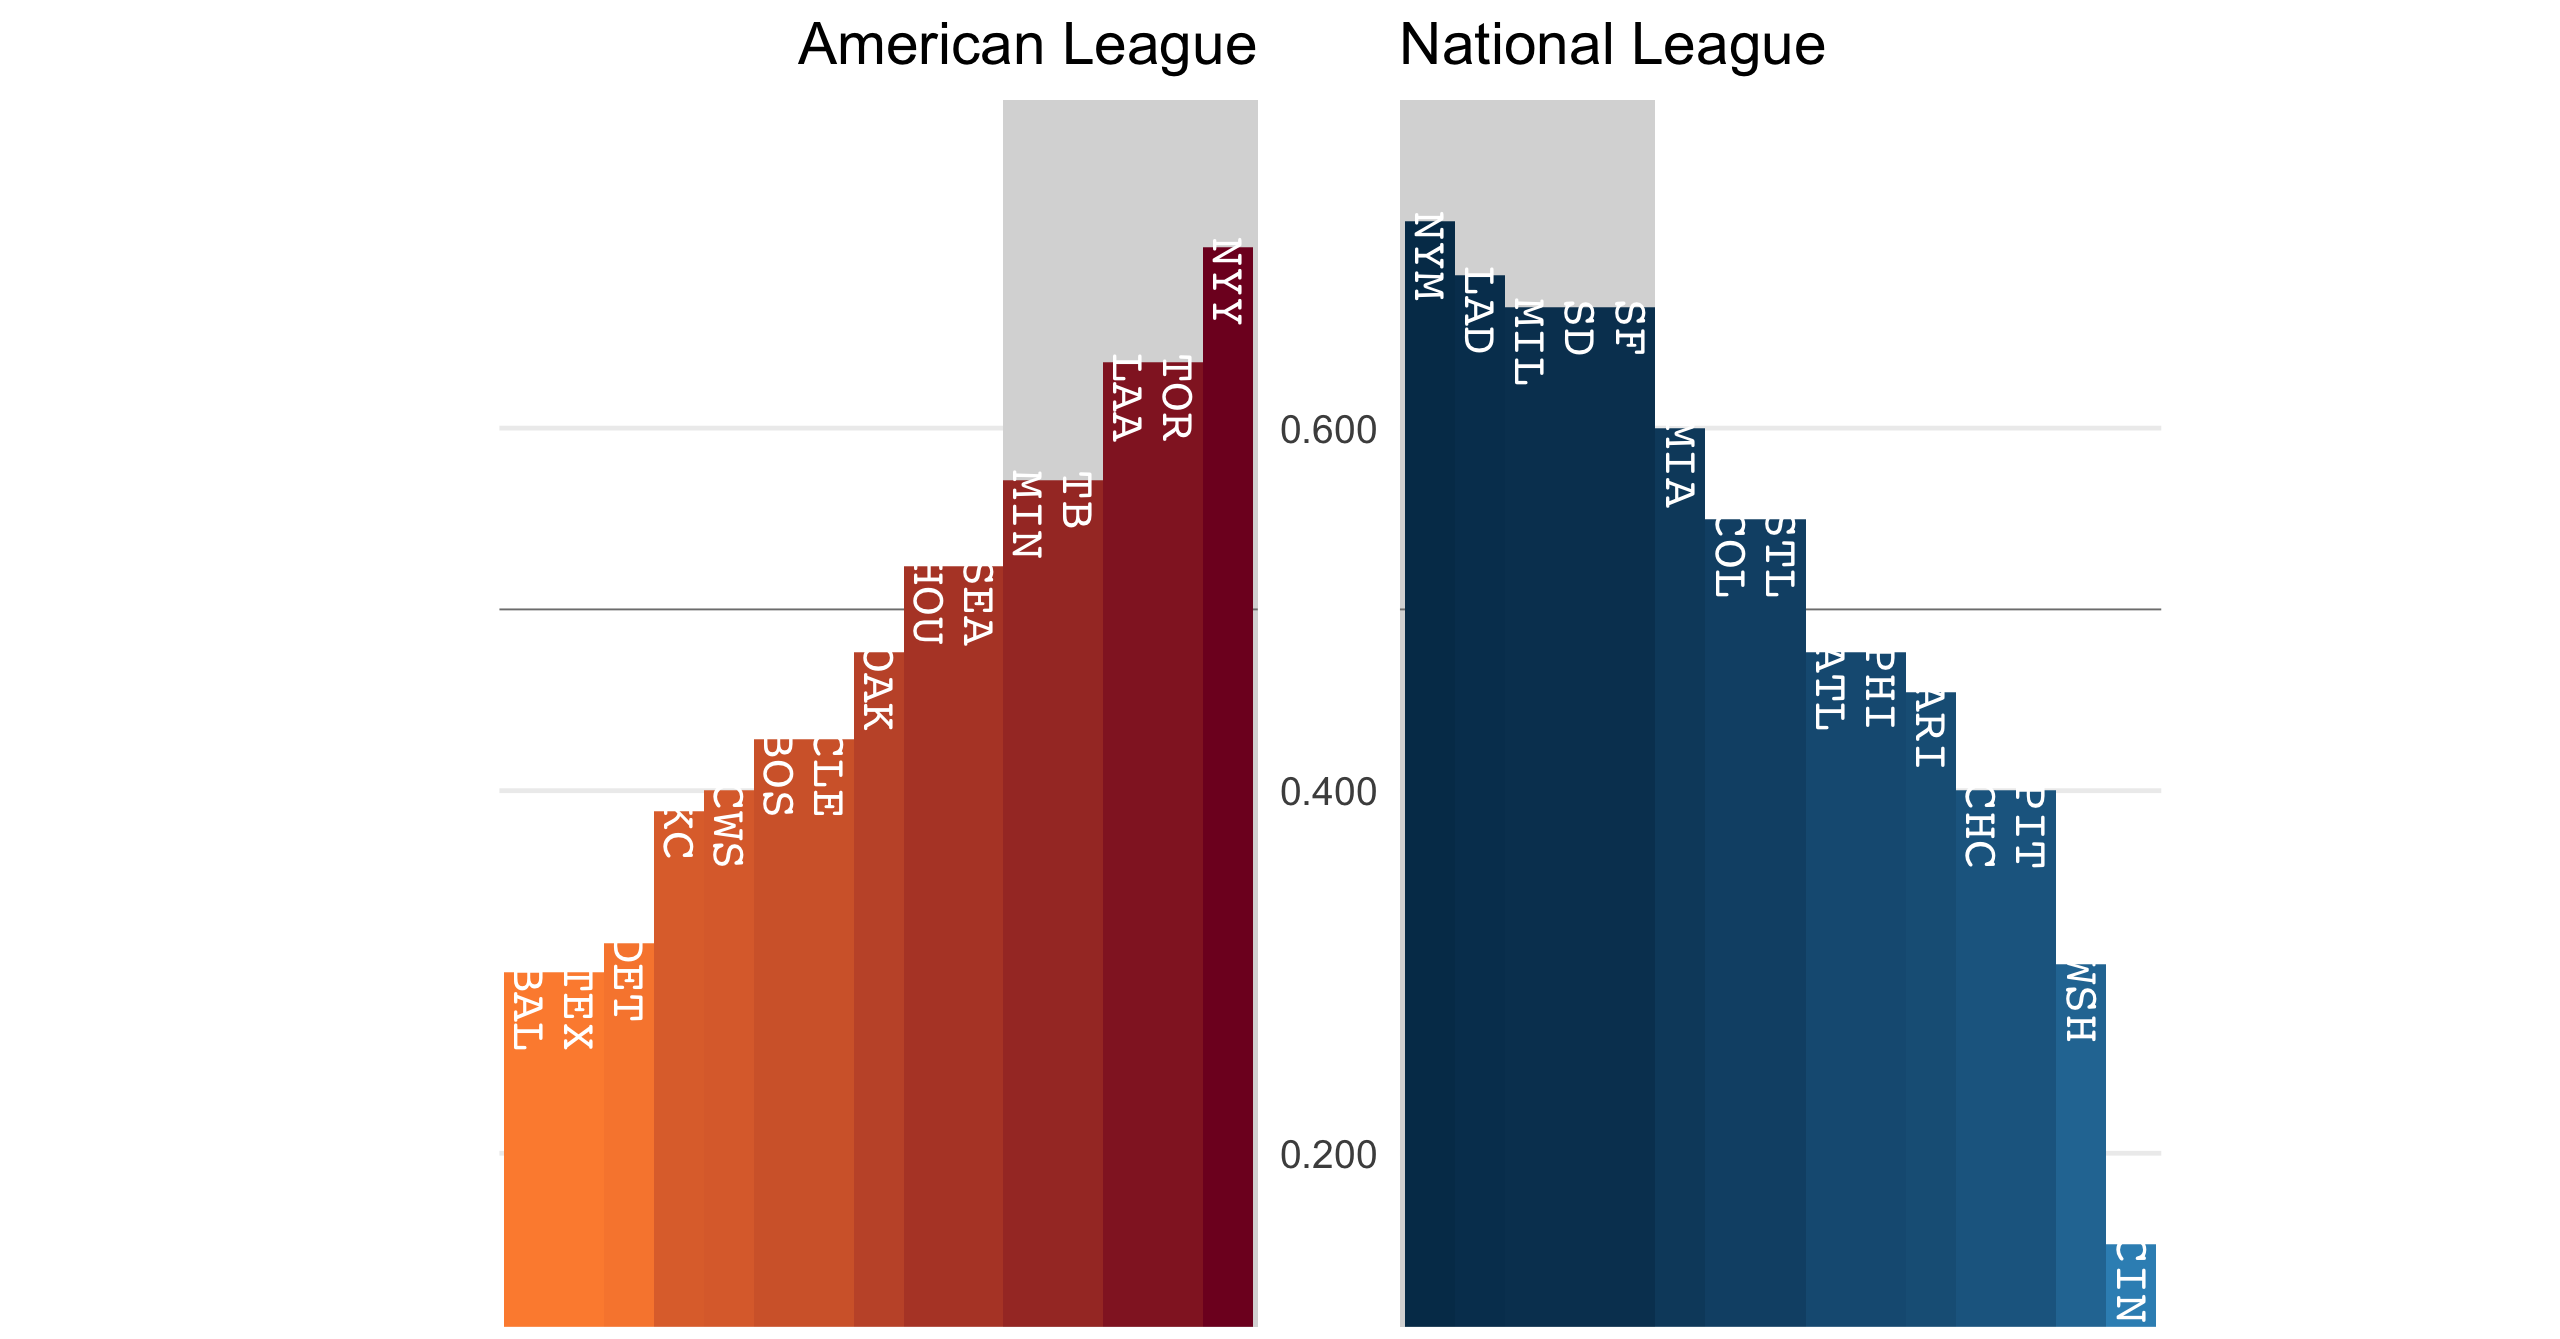 American League
National League
NYY
TOR
LAA
TB
MIN
SEA
HOU
OAK
CLE
BOS
CWS
KC
DET
TEX
BAL
0.600
0.400
0.200
NYM
LAD
MIL
SD
SF
MIA
COL
STL
ATL
PHI
ARI
CHC
PIT
WSH
CIN